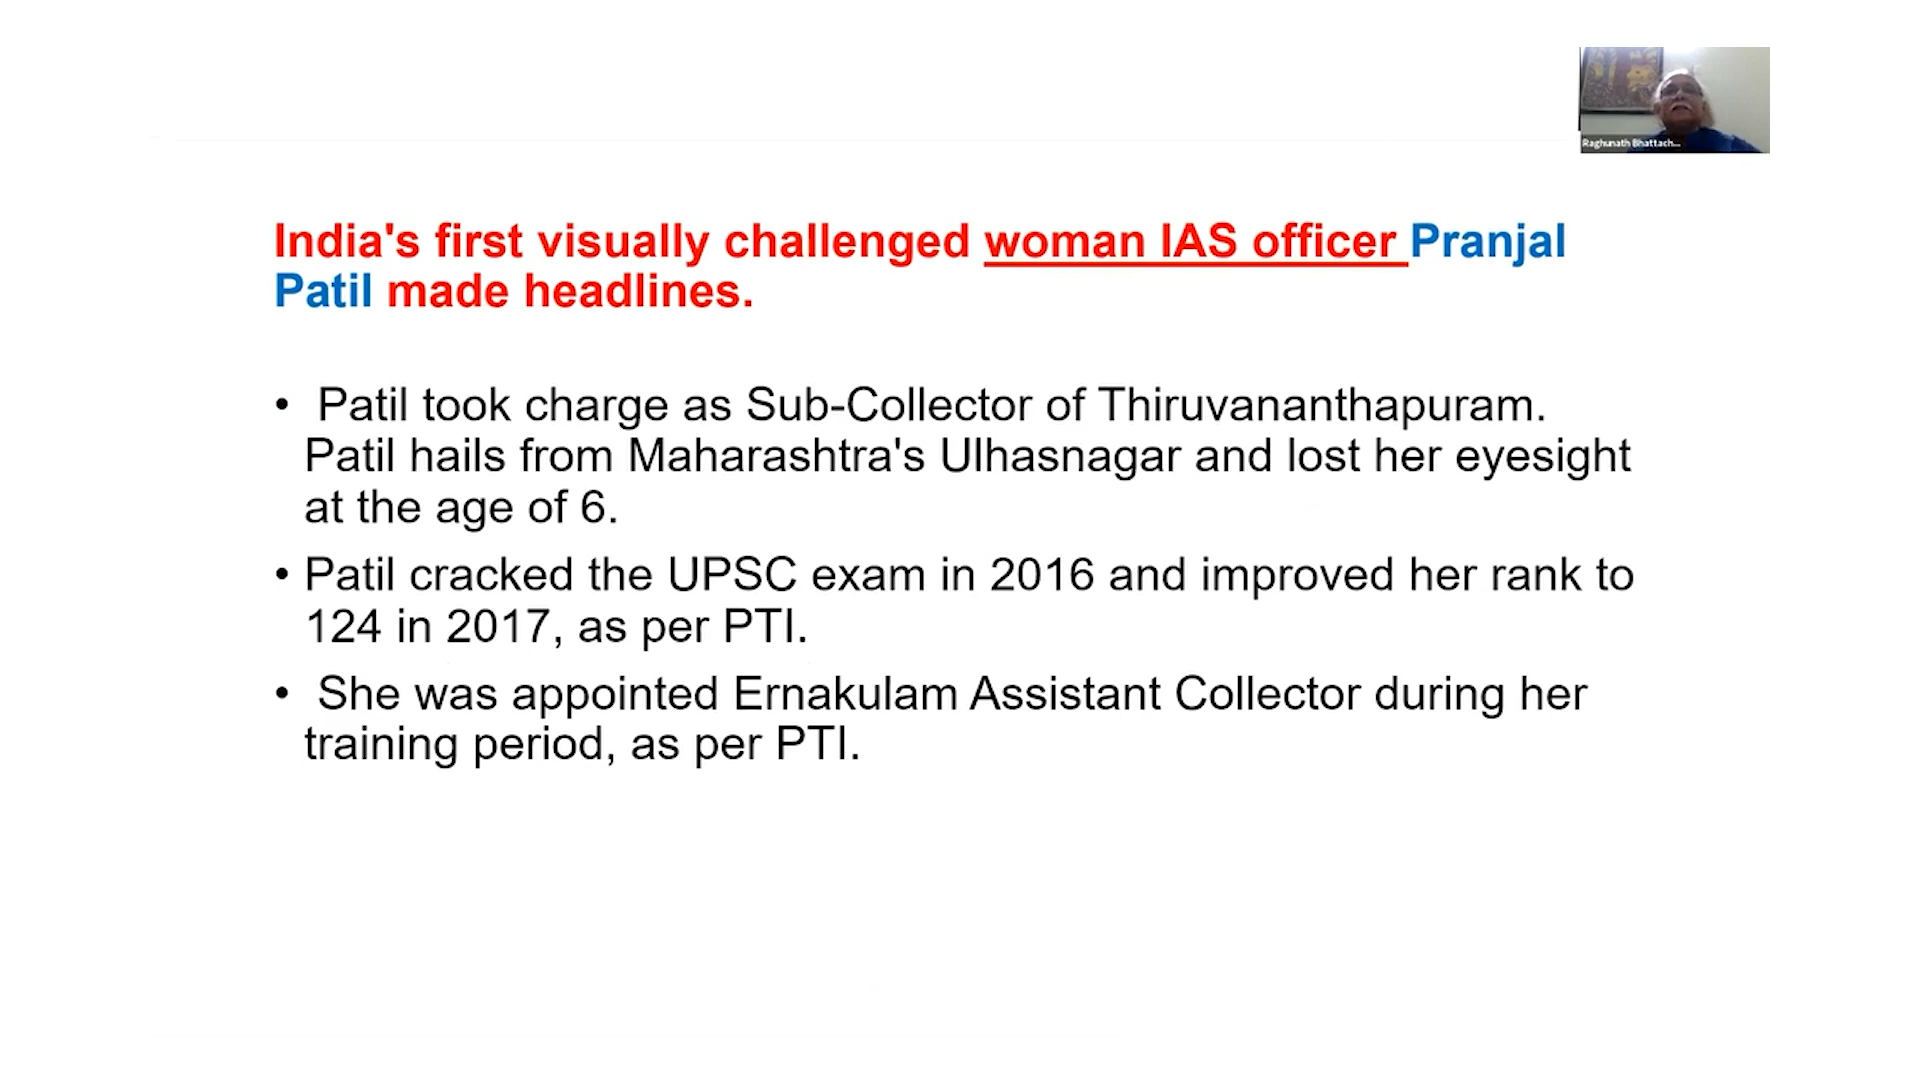 Raghunath Bhattach...
India's first visually challenged woman IAS officer Pranjal
Patil made headlines.
• Patil took charge as Sub-Collector of Thiruvananthapuram.
Patil hails from Maharashtra's Ulhasnagar and lost her eyesight
at the age of 6.
• Patil cracked the UPSC exam in 2016 and improved her rank to
124 in 2017, as per PTI.
• She was appointed Ernakulam Assistant Collector during her
training period, as per PTI.